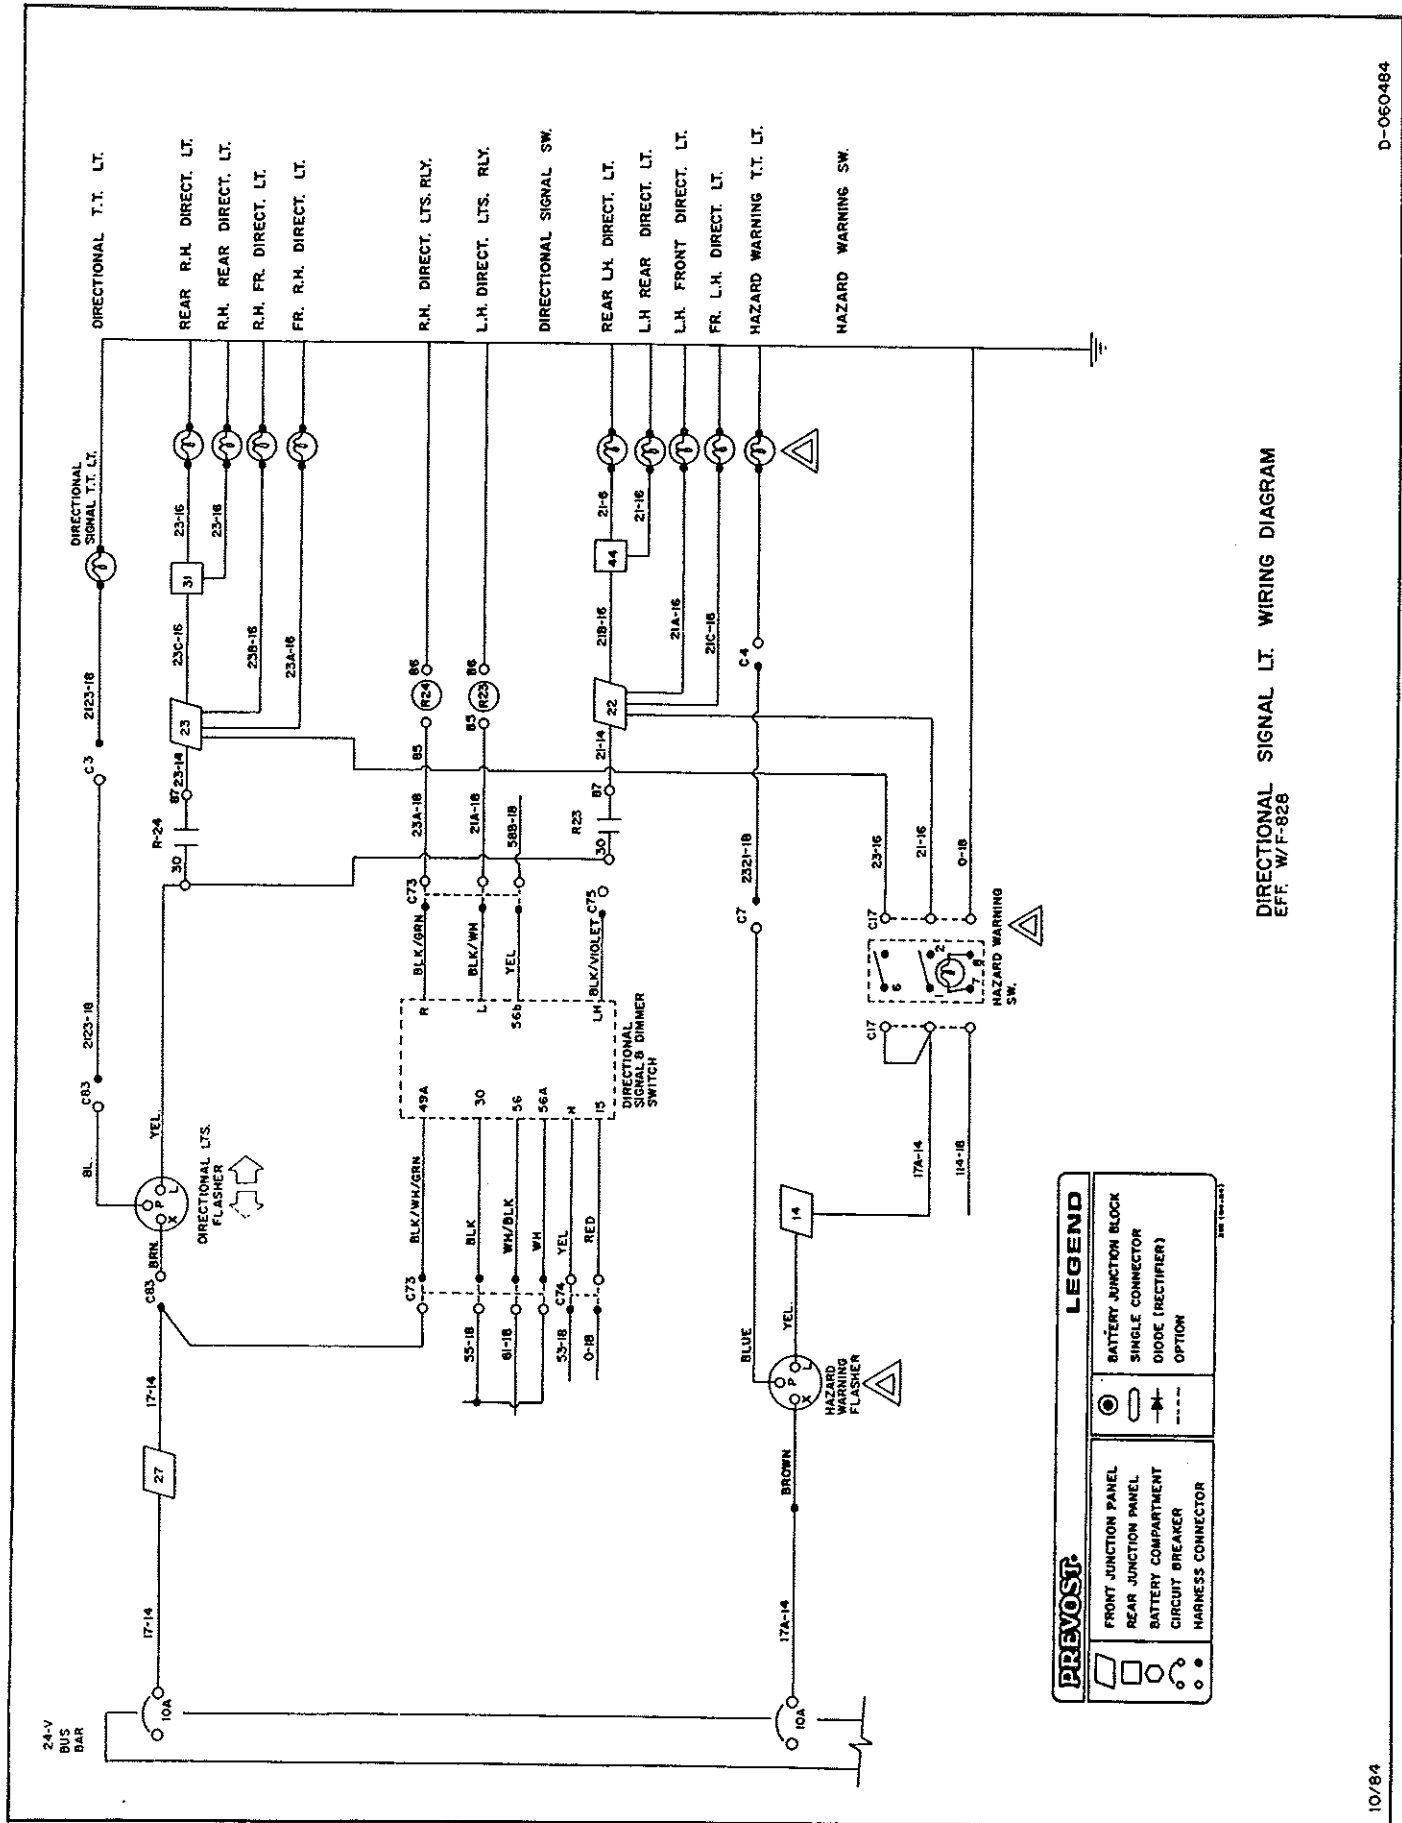 24-V
BUS
BAR
10A
17-14
27
17-14
C83
BRN.
X
P
L
DIRECTIONAL LTS.
FLASHER
BL.
C83
2123-18
C3
2123-18
DIRECTIONAL
SIGNAL T.T. LT.
DIRECTIONAL T.T. LT.
YEL.
30
R-24
87
23-14
23
23C-16
31
23-16
REAR R.H. DIRECT. LT.
23-16
R.H. REAR DIRECT. LT.
23B-16
R.H. FR. DIRECT. LT.
23A-16
FR. R.H. DIRECT. LT.
C73
BLK/WH/GRN
49A
R
BLK/GRN
C73
23A-18
85
R24
86
R.H. DIRECT. LTS. RLY.
55-18
BLK
30
L
BLK/WH
21A-18
85
R23
86
L.H. DIRECT. LTS. RLY.
61-18
WH/BLK
56
56b
YEL
58B-18
DIRECTIONAL SIGNAL SW.
WH
56A
53-18
C74
YEL
H
0-18
RED
15
LH
BLK/VIOLET
C75
DIRECTIONAL
SIGNAL & DIMMER
SWITCH
30
R23
87
21-14
22
21B-16
44
21-6
REAR LH. DIRECT. LT.
21-16
L.H REAR DIRECT. LT.
21A-16
L.H. FRONT DIRECT. LT.
21C-16
FR. L.H. DIRECT. LT.
BLUE
C7
2321-18
C4
HAZARD WARNING T.T. LT.
10A
17A-14
BROWN
X
P
L
HAZARD
WARNING
FLASHER
YEL.
14
17A-14
114-18
C17
6
1
2
7
8
C17
HAZARD WARNING
SW.
23-16
21-16
0-18
HAZARD WARNING SW.
PREVOST.
LEGEND
FRONT JUNCTION PANEL
REAR JUNCTION PANEL
BATTERY COMPARTMENT
CIRCUIT BREAKER
HARNESS CONNECTOR
BATTERY JUNCTION BLOCK
SINGLE CONNECTOR
DIODE (RECTIFIER)
OPTION
DIRECTIONAL SIGNAL LT. WIRING DIAGRAM
EFF. W/F-828
10/84
D-060484